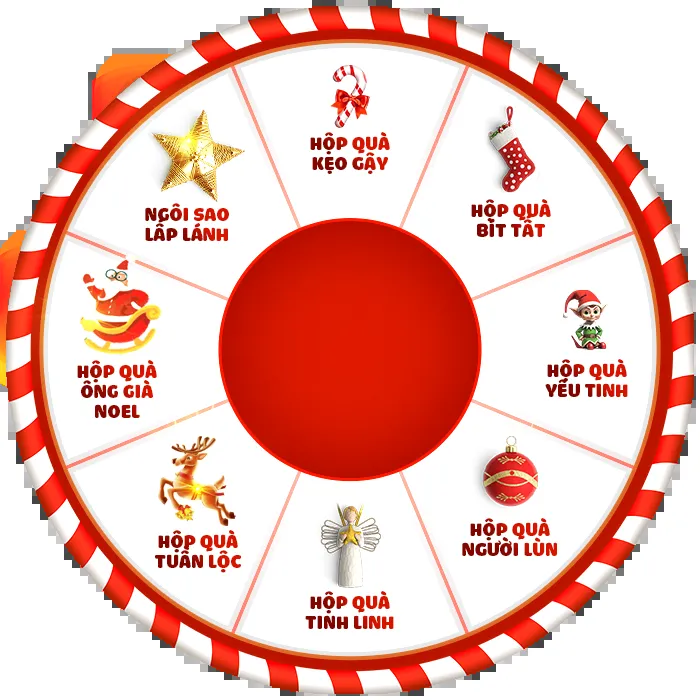 HỘP QUÀ
KẸO GẬY
HỘP QUÀ
BÍT TẤT
HỘP QUÀ
YÊU TINH
HỘP QUÀ
NGƯỜI LÙN
HỘP QUÀ
TINH LINH
HỘP QUÀ
TUẦN LỘC
HỘP QUÀ
ÔNG GIÀ
NOEL
NGÔI SAO
LẤP LÁNH